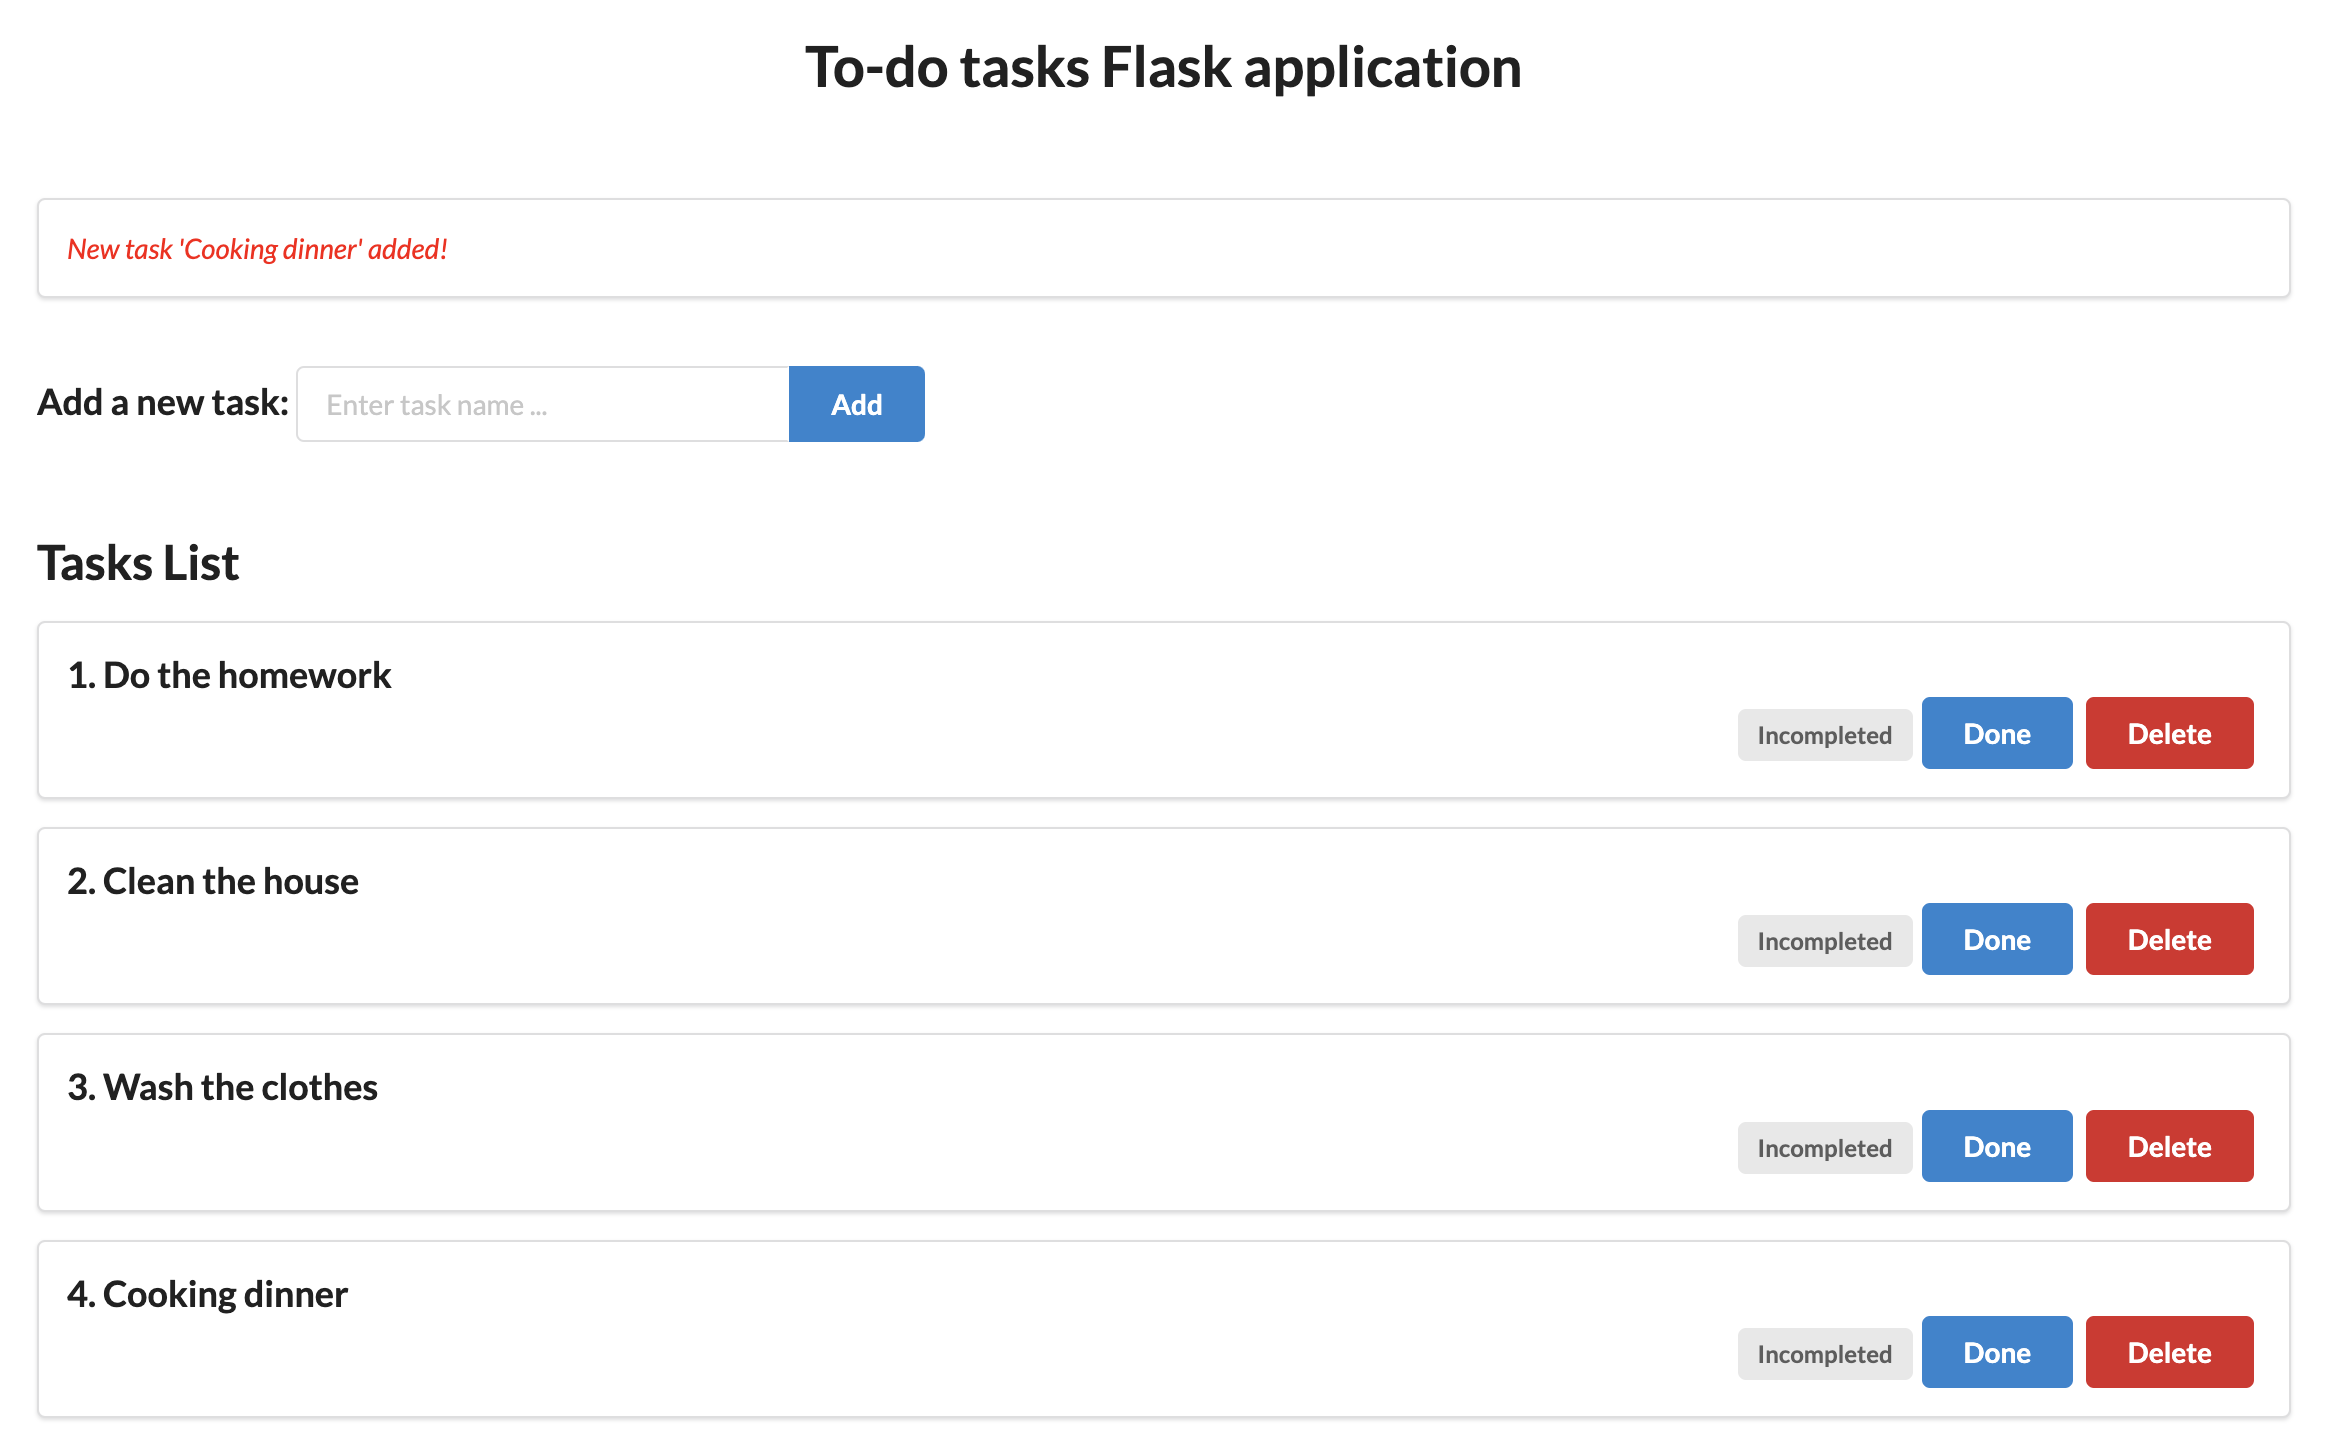 To-do tasks Flask application
New task 'Cooking dinner' added!
Add a new task: Enter task name ... Add
Tasks List
1. Do the homework
Incompleted Done Delete
2. Clean the house
Incompleted Done Delete
3. Wash the clothes
Incompleted Done Delete
4. Cooking dinner
Incompleted Done Delete